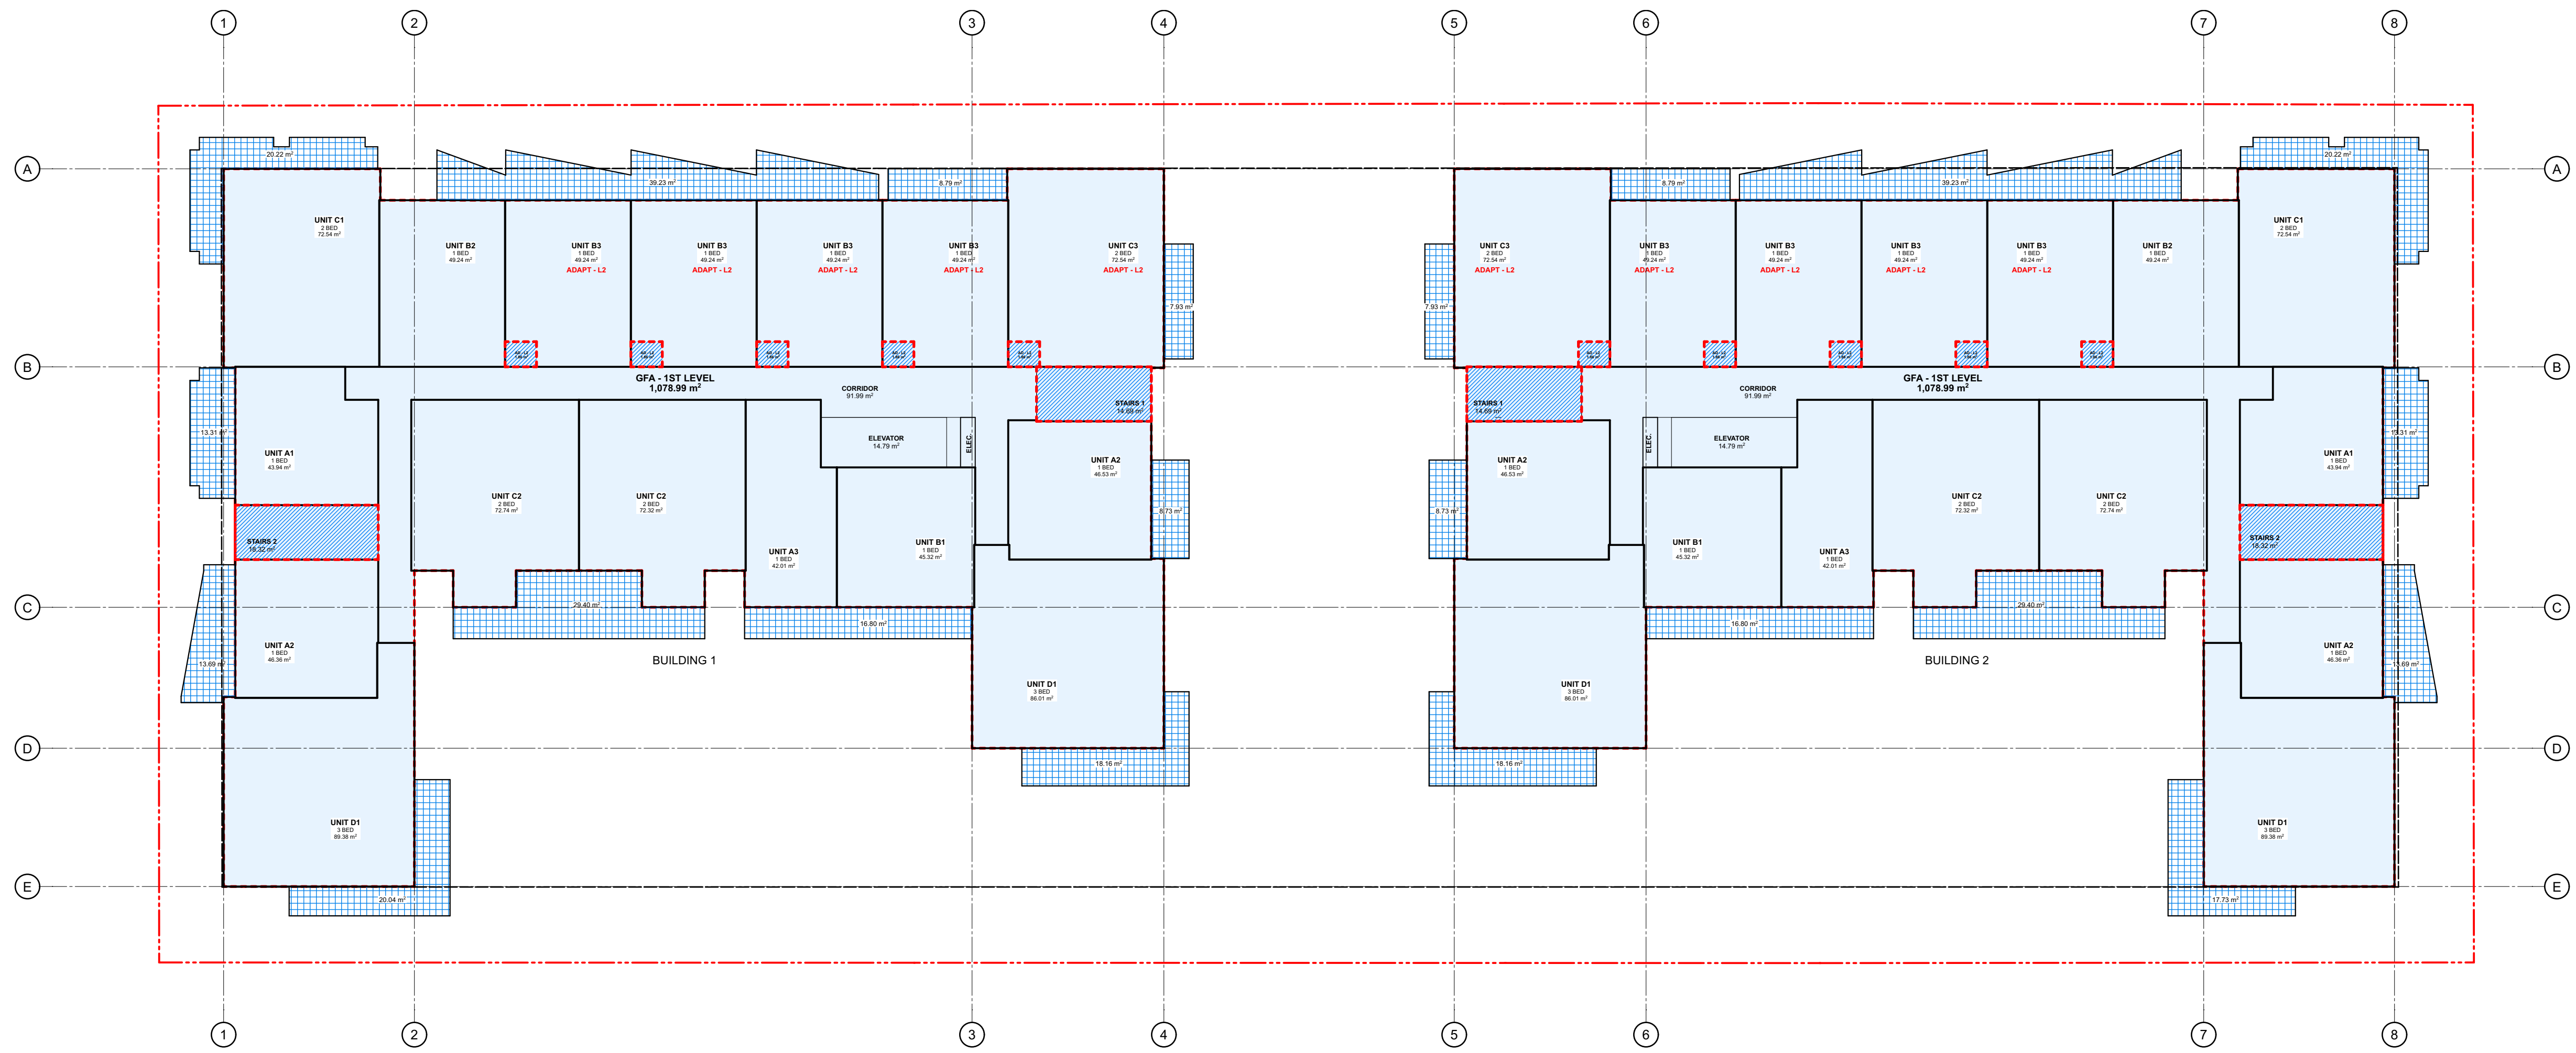 1 2 3 4 5 6 7 8
A A
20.22 m²
39.23 m²
8.79 m²
8.79 m²
39.23 m²
20.22 m²
UNIT C1
2 BED
72.54 m²
UNIT B2
1 BED
49.24 m²
UNIT B3
1 BED
49.24 m²
ADAPT - L2
UNIT B3
1 BED
49.24 m²
ADAPT - L2
UNIT B3
1 BED
49.24 m²
ADAPT - L2
UNIT B3
1 BED
49.24 m²
ADAPT - L2
UNIT C3
2 BED
72.54 m²
ADAPT - L2
7.93 m²
7.93 m²
UNIT C3
2 BED
72.54 m²
ADAPT - L2
UNIT B3
1 BED
49.24 m²
ADAPT - L2
UNIT B3
1 BED
49.24 m²
ADAPT - L2
UNIT B3
1 BED
49.24 m²
ADAPT - L2
UNIT B3
1 BED
49.24 m²
ADAPT - L2
UNIT B2
1 BED
49.24 m²
UNIT C1
2 BED
72.54 m²
B B
GFA - 1ST LEVEL
1,078.99 m²
CORRIDOR
91.99 m²
STAIRS 1
14.69 m²
STAIRS 1
14.69 m²
CORRIDOR
91.99 m²
GFA - 1ST LEVEL
1,078.99 m²
13.31 m²
UNIT A1
1 BED
43.94 m²
ELEVATOR
14.79 m²
ELEC.
UNIT A2
1 BED
46.53 m²
8.73 m²
8.73 m²
UNIT A2
1 BED
46.53 m²
ELEC.
ELEVATOR
14.79 m²
UNIT A1
1 BED
43.94 m²
13.31 m²
STAIRS 2
18.32 m²
UNIT C2
2 BED
72.74 m²
UNIT C2
2 BED
72.32 m²
UNIT A3
1 BED
42.01 m²
UNIT B1
1 BED
45.32 m²
UNIT B1
1 BED
45.32 m²
UNIT A3
1 BED
42.01 m²
UNIT C2
2 BED
72.32 m²
UNIT C2
2 BED
72.74 m²
STAIRS 2
18.32 m²
C C
29.40 m²
16.80 m²
16.80 m²
29.40 m²
13.69 m²
UNIT A2
1 BED
46.36 m²
BUILDING 1
UNIT D1
3 BED
86.01 m²
UNIT D1
3 BED
86.01 m²
BUILDING 2
UNIT A2
1 BED
46.36 m²
13.69 m²
D D
18.16 m²
18.16 m²
UNIT D1
3 BED
89.38 m²
UNIT D1
3 BED
89.38 m²
E E
20.04 m²
17.73 m²
1 2 3 4 5 6 7 8